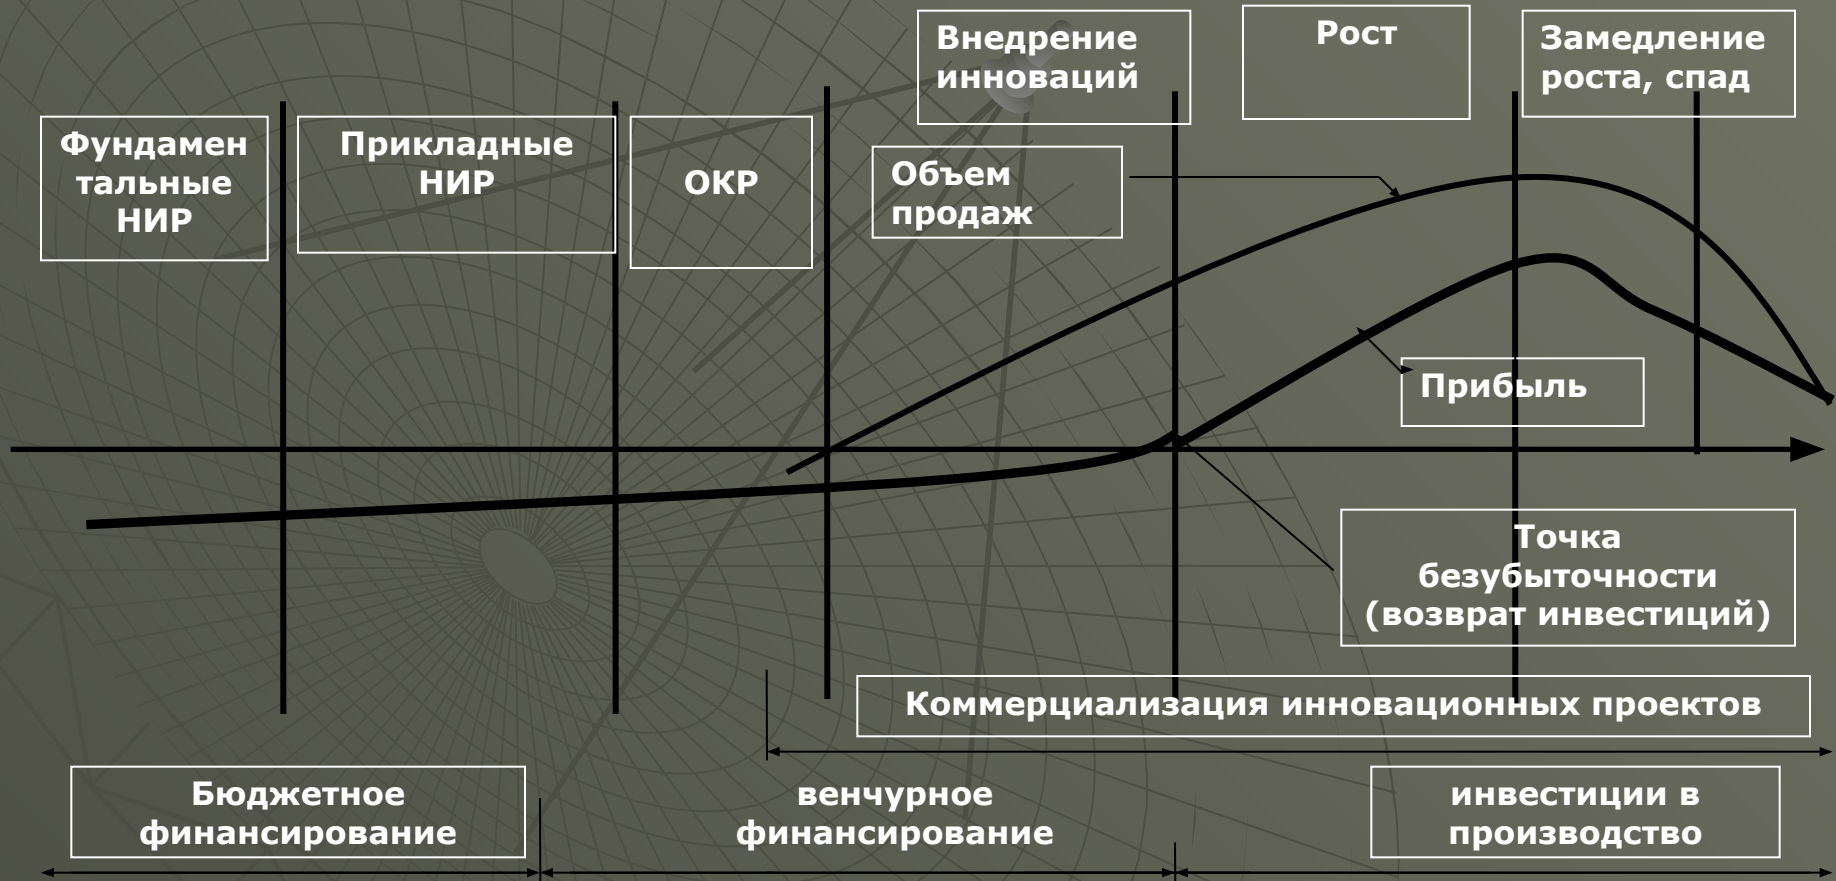 Внедрение
инноваций
Рост
Замедление
роста, спад
Фундамен
тальные
НИР
Прикладные
НИР
ОКР
Объем
продаж
Прибыль
Точка
безубыточности
(возврат инвестиций)
Коммерциализация инновационных проектов
Бюджетное
финансирование
венчурное
финансирование
инвестиции в
производство